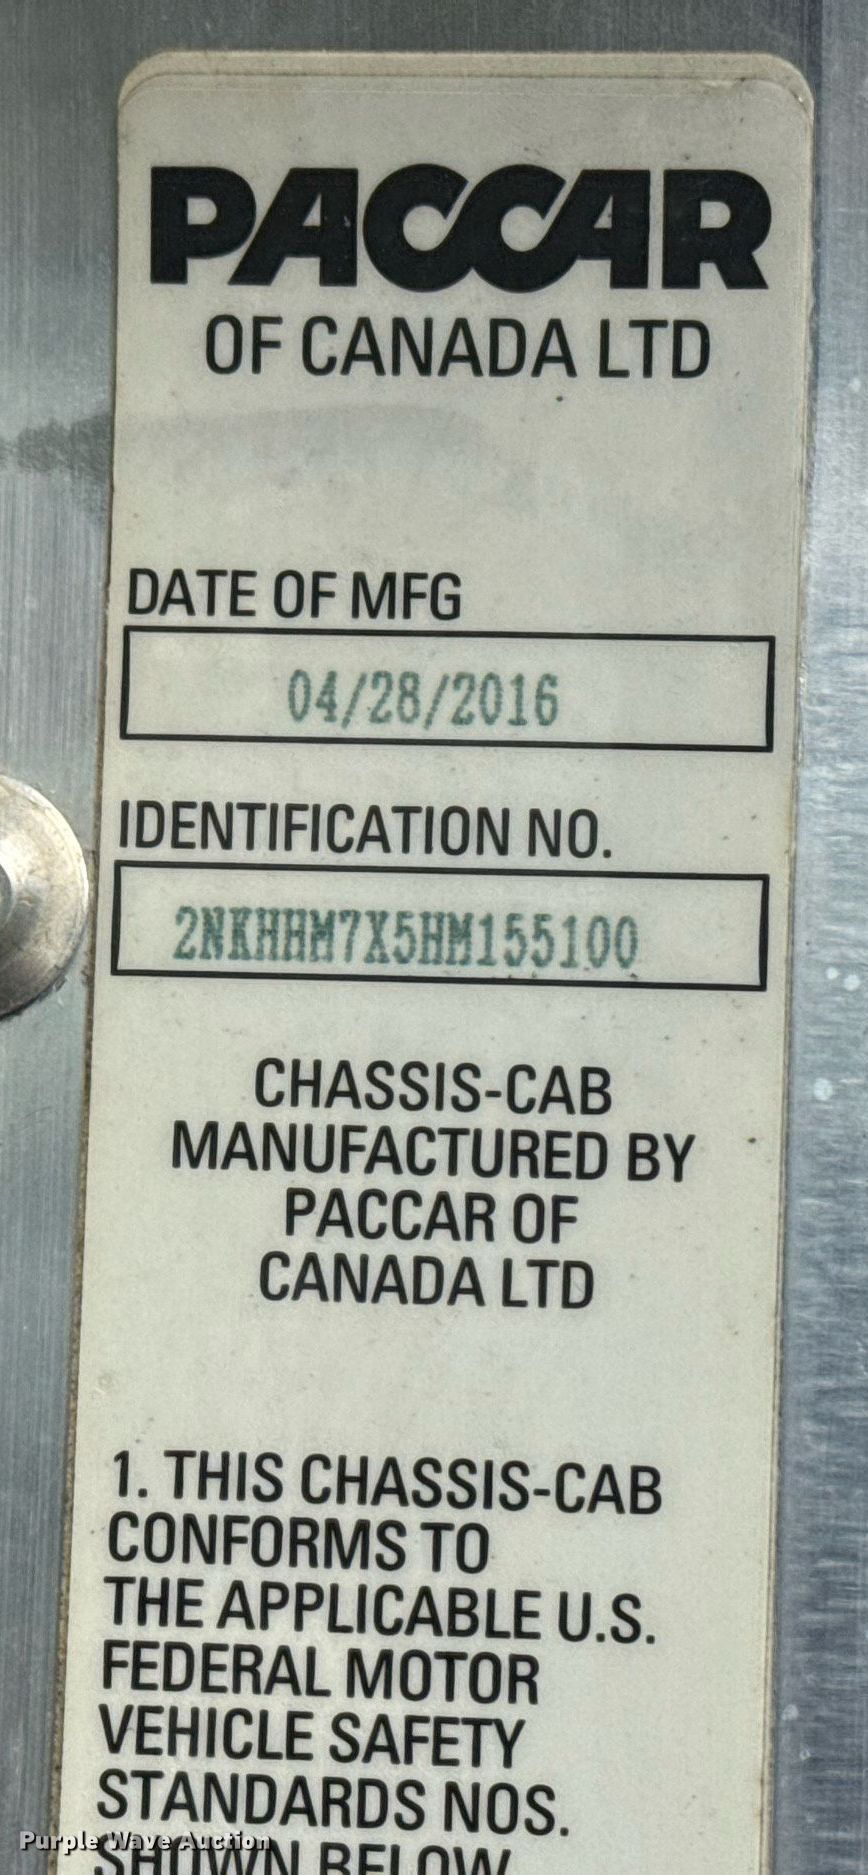 PACCAR
OF CANADA LTD
DATE OF MFG
04/28/2016
IDENTIFICATION NO.
2NKHHM7X5HM155100
CHASSIS-CAB
MANUFACTURED BY
PACCAR OF
CANADA LTD
1. THIS CHASSIS-CAB
CONFORMS TO
THE APPLICABLE U.S.
FEDERAL MOTOR
VEHICLE SAFETY
STANDARDS NOS.
SHOWN BELOW
Purple Wave Auction